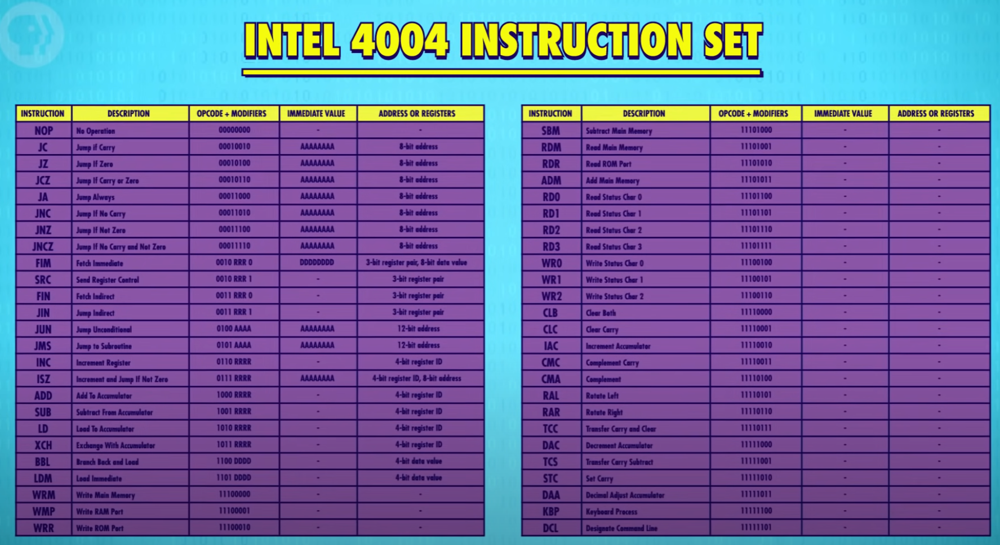 INTEL 4004 INSTRUCTION SET
INSTRUCTION DESCRIPTION OPCODE + MODIFIERS IMMEDIATE VALUE ADDRESS OR REGISTERS
NOP No Operation 00000000 - -
JC Jump if Carry 00010010 AAAAAAAA 8-bit address
JZ Jump If Zero 00010100 AAAAAAAA 8-bit address
JCZ Jump If Carry or Zero 00010110 AAAAAAAA 8-bit address
JA Jump Always 00011000 AAAAAAAA 8-bit address
JNC Jump If No Carry 00011010 AAAAAAAA 8-bit address
JNZ Jump If Not Zero 00011100 AAAAAAAA 8-bit address
JNCZ Jump If No Carry and Not Zero 00011110 AAAAAAAA 8-bit address
FIM Fetch Immediate 0010 RRR 0 DDDDDDDD 3-bit register pair, 8-bit data value
SRC Send Register Control 0010 RRR 1 - 3-bit register pair
FIN Fetch Indirect 0011 RRR 0 - 3-bit register pair
JIN Jump Indirect 0011 RRR 1 - 3-bit register pair
JUN Jump Unconditional 0100 AAAA AAAAAAAA 12-bit address
JMS Jump to Subroutine 0101 AAAA AAAAAAAA 12-bit address
INC Increment Register 0110 RRRR - 4-bit register ID
ISZ Increment and Jump If Not Zero 0111 RRRR AAAAAAAA 4-bit register ID, 8-bit address
ADD Add To Accumulator 1000 RRRR - 4-bit register ID
SUB Subtract From Accumulator 1001 RRRR - 4-bit register ID
LD Load To Accumulator 1010 RRRR - 4-bit register ID
XCH Exchange With Accumulator 1011 RRRR - 4-bit register ID
BBL Branch Back and Load 1100 DDDD - 4-bit data value
LDM Load Immediate 1101 DDDD - 4-bit data value
WRM Write Main Memory 11100000 - -
WMP Write RAM Port 11100001 - -
WRR Write ROM Port 11100010 - -
INSTRUCTION DESCRIPTION OPCODE + MODIFIERS IMMEDIATE VALUE ADDRESS OR REGISTERS
SBM Subtract Main Memory 11101000 - -
RDM Read Main Memory 11101001 - -
RDR Read ROM Port 11101010 - -
ADM Add Main Memory 11101011 - -
RD0 Read Status Char 0 11101100 - -
RD1 Read Status Char 1 11101101 - -
RD2 Read Status Char 2 11101110 - -
RD3 Read Status Char 3 11101111 - -
WR0 Write Status Char 0 11100100 - -
WR1 Write Status Char 1 11100101 - -
WR2 Write Status Char 2 11100110 - -
CLB Clear Both 11110000 - -
CLC Clear Carry 11110001 - -
IAC Increment Accumulator 11110010 - -
CMC Complement Carry 11110011 - -
CMA Complement 11110100 - -
RAL Rotate Left 11110101 - -
RAR Rotate Right 11110110 - -
TCC Transfer Carry and Clear 11110111 - -
DAC Decrement Accumulator 11111000 - -
TCS Transfer Carry Subtract 11111001 - -
STC Set Carry 11111010 - -
DAA Decimal Adjust Accumulator 11111011 - -
KBP Keyboard Process 11111100 - -
DCL Designate Command Line 11111101 - -